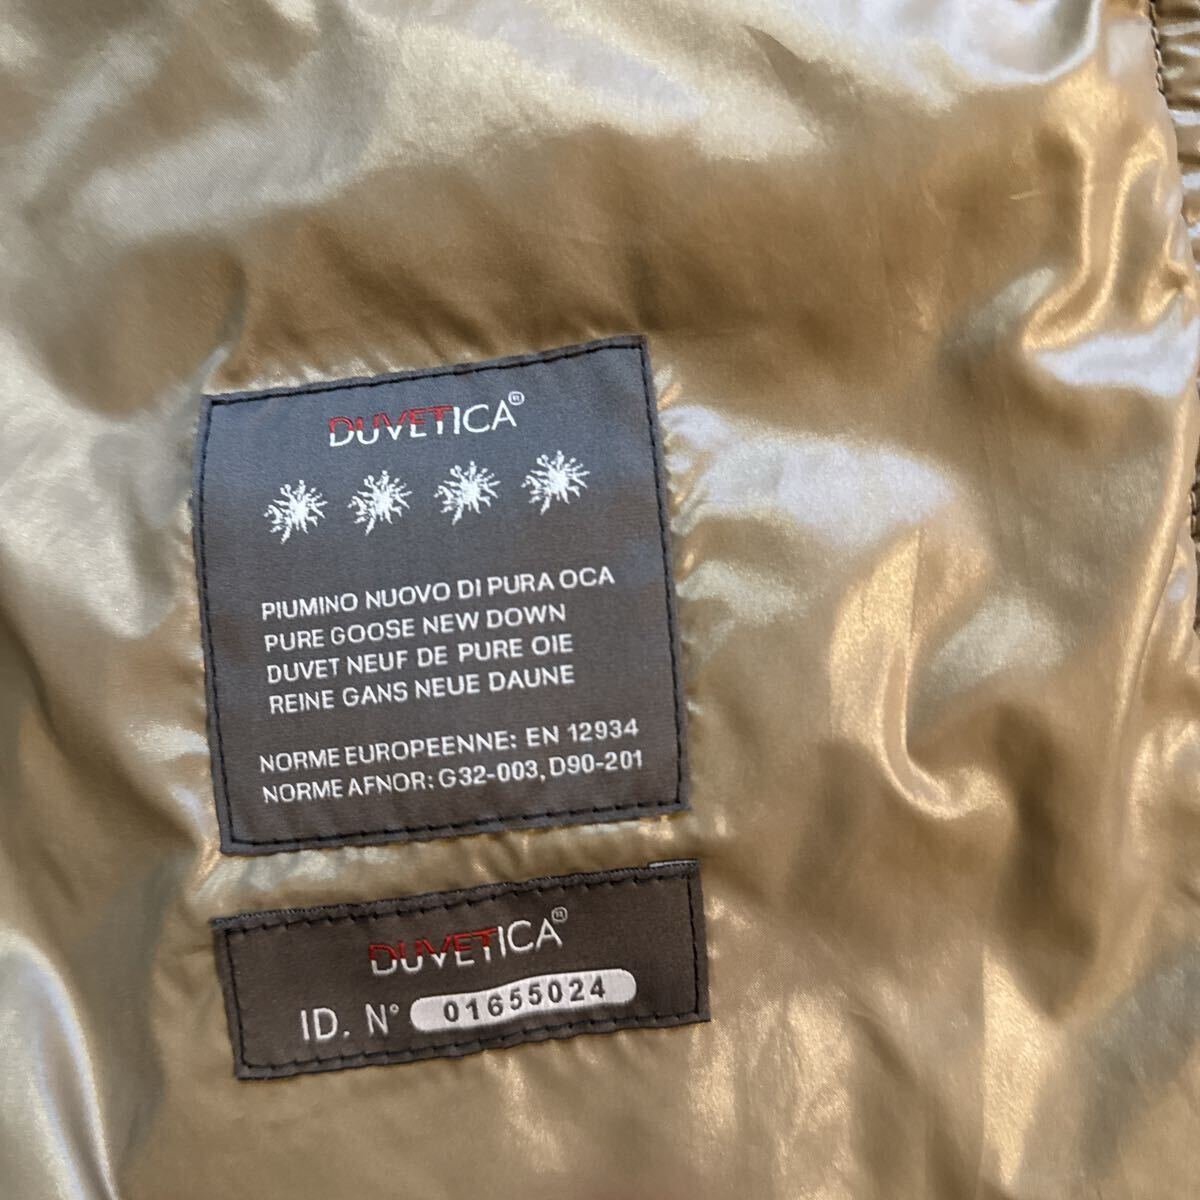 DUVETICA®
PIUMINO NUOVO DI PURA OCA
PURE GOOSE NEW DOWN
DUVET NEUF DE PURE OIE
REINE GANS NEUE DAUNE
NORME EUROPEENNE: EN 12934
NORME AFNOR: G32-003, D90-201
DUVETICA®
ID. N° 01655024